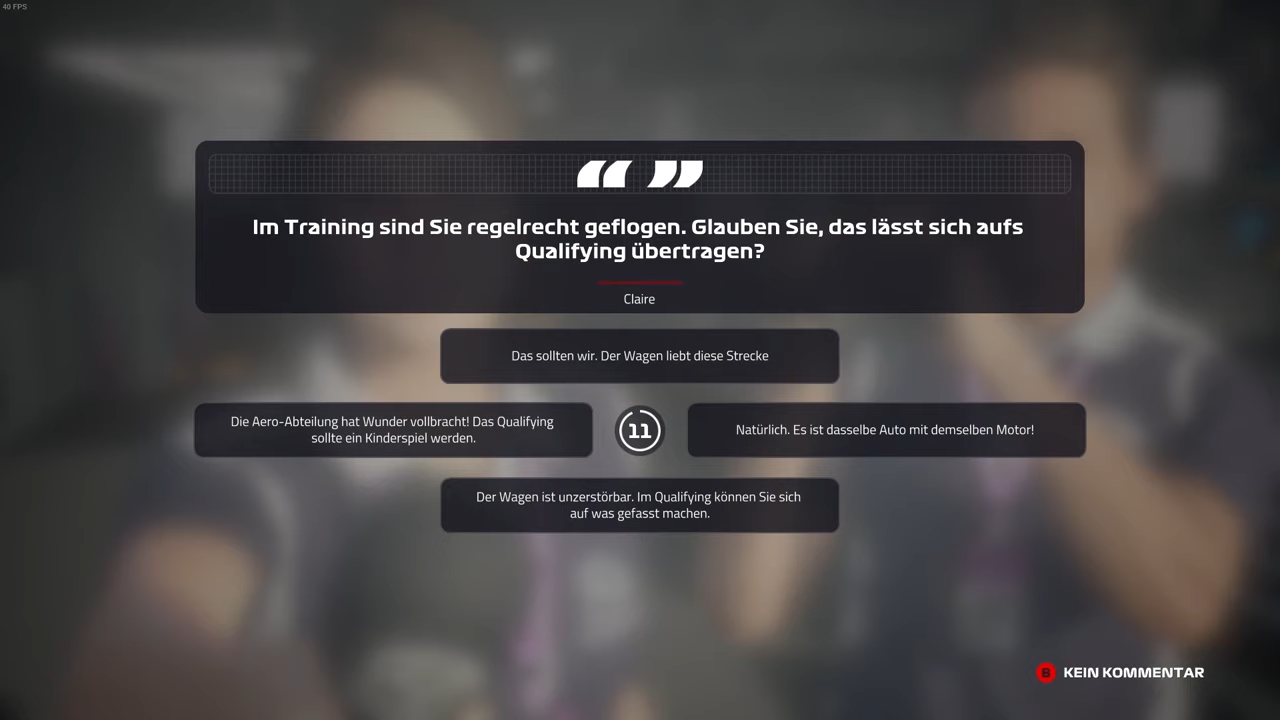 40 FPS
Im Training sind Sie regelrecht geflogen. Glauben Sie, das lässt sich aufs
Qualifying übertragen?
Claire
Das sollten wir. Der Wagen liebt diese Strecke
Die Aero-Abteilung hat Wunder vollbracht! Das Qualifying
sollte ein Kinderspiel werden.
11
Natürlich. Es ist dasselbe Auto mit demselben Motor!
Der Wagen ist unzerstörbar. Im Qualifying können Sie sich
auf was gefasst machen.
B KEIN KOMMENTAR